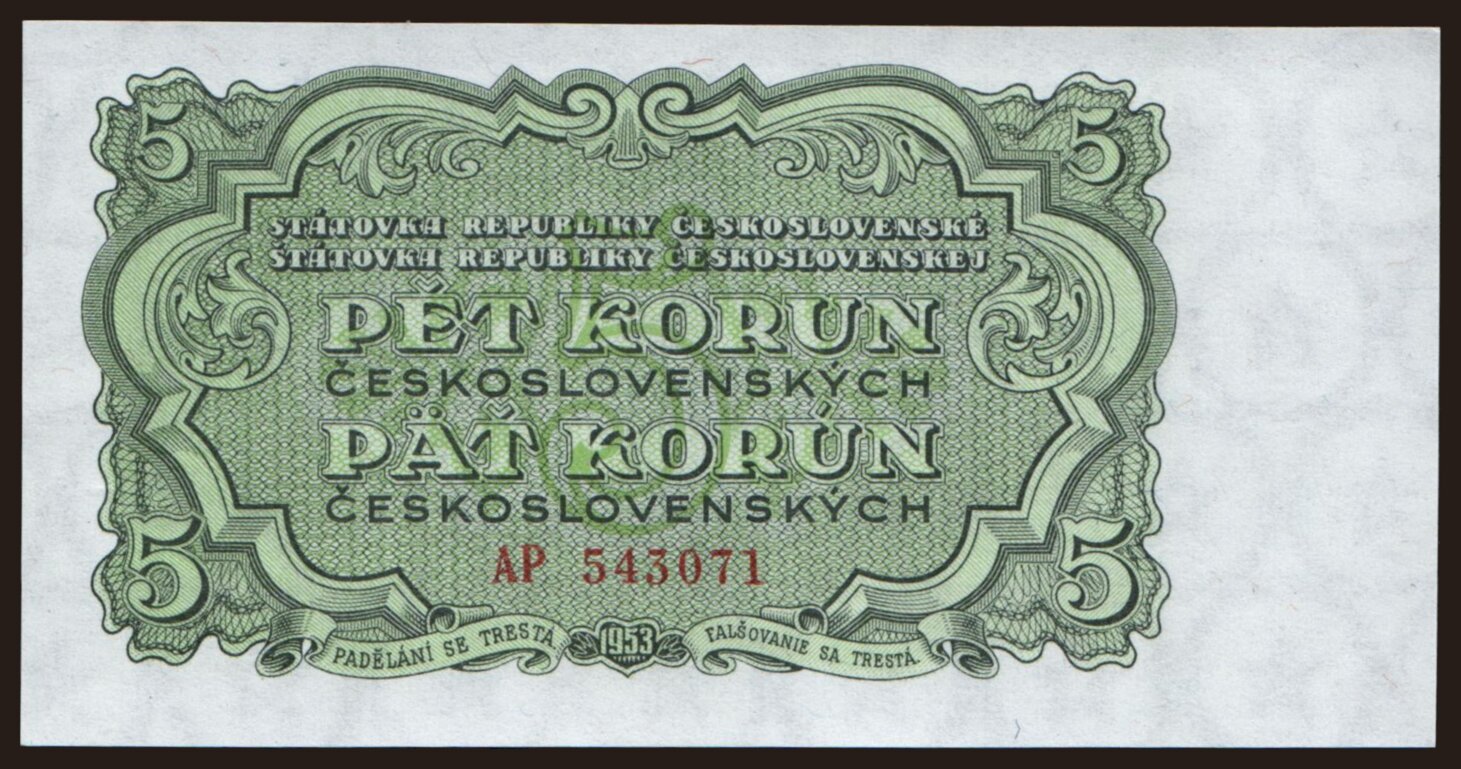 5 5
STÁTOVKA REPUBLIKY ČESKOSLOVENSKÉ
ŠTÁTOVKA REPUBLIKY ČESKOSLOVENSKEJ
PĚT KORUN
ČESKOSLOVENSKÝCH
PÄŤ KORÚN
ČESKOSLOVENSKÝCH
5 5
AP 543071
PADĚLÁNÍ SE TRESTÁ. 1953 FALŠOVANIE SA TRESTÁ.